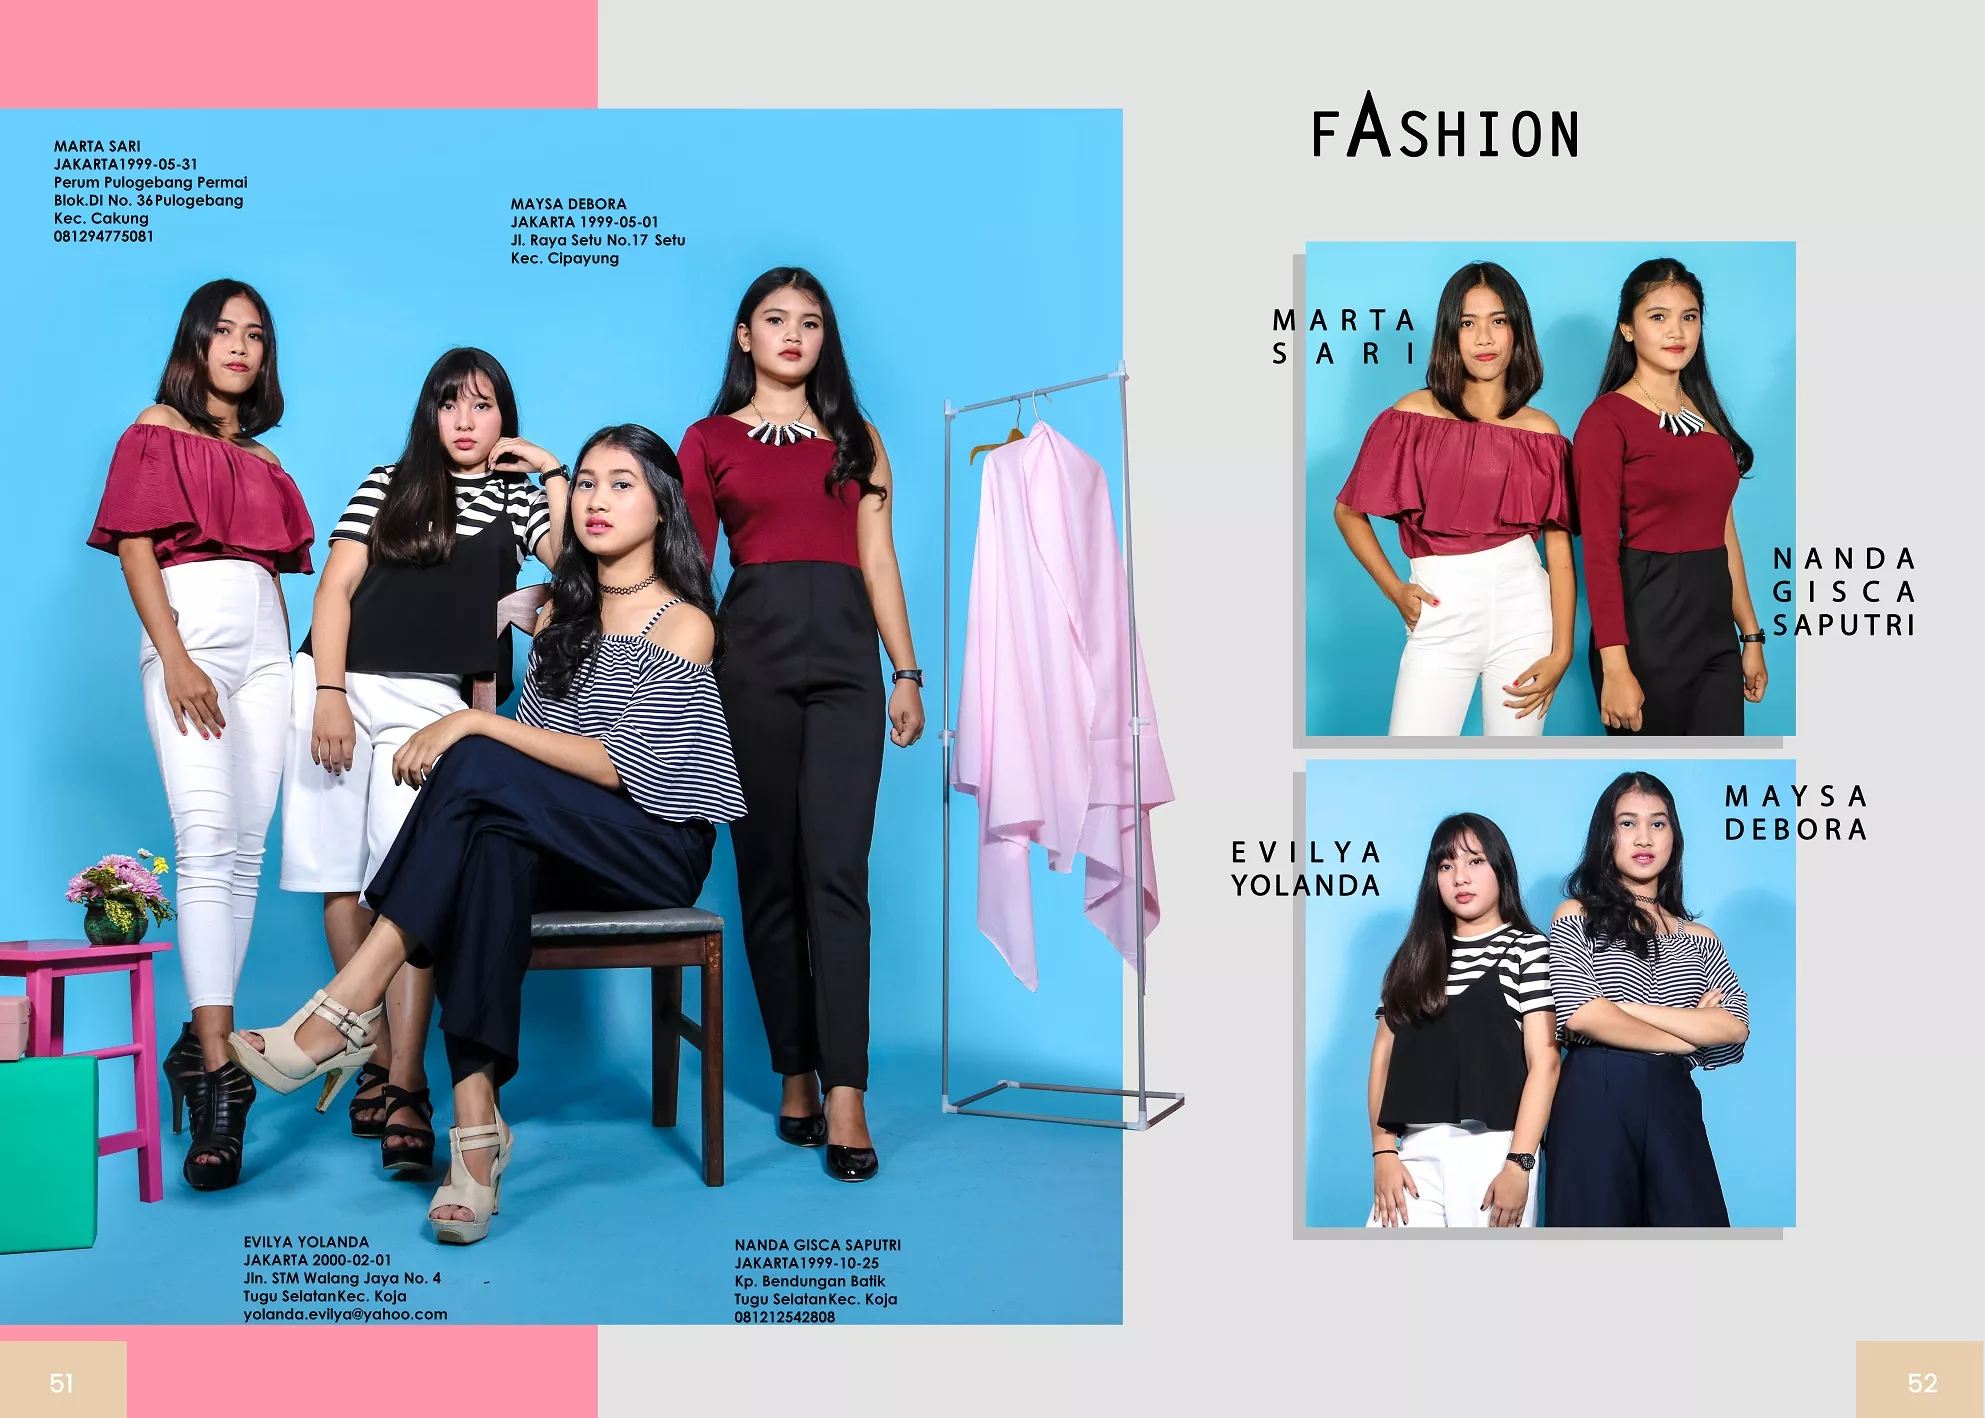 MARTA SARI
JAKARTA1999-05-31
Perum Pulogebang Permai
Blok.DI No. 36Pulogebang
Kec. Cakung
081294775081
MAYSA DEBORA
JAKARTA 1999-05-01
Jl. Raya Setu No.17 Setu
Kec. Cipayung
EVILYA YOLANDA
JAKARTA 2000-02-01
Jln. STM Walang Jaya No. 4
Tugu SelatanKec. Koja
yolanda.evilya@yahoo.com
NANDA GISCA SAPUTRI
JAKARTA1999-10-25
Kp. Bendungan Batik
Tugu SelatanKec. Koja
081212542808
51
FASHION
MARTA
SARI
NANDA
GISCA
SAPUTRI
MAYSA
DEBORA
EVILYA
YOLANDA
52